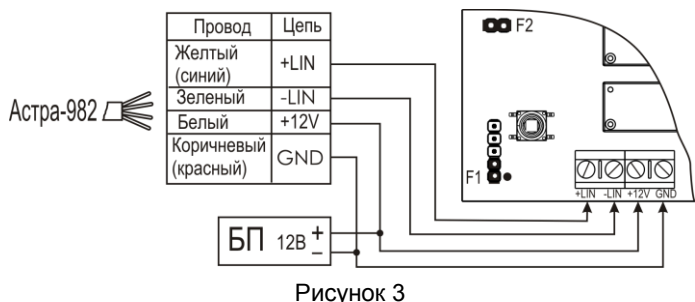 Провод Цепь
Желтый
(синий) +LIN
Зеленый -LIN
Белый +12V
Коричневый
(красный) GND
Астра-982
БП 12В + –
F2
F1
+LIN -LIN +12V GND
Рисунок 3